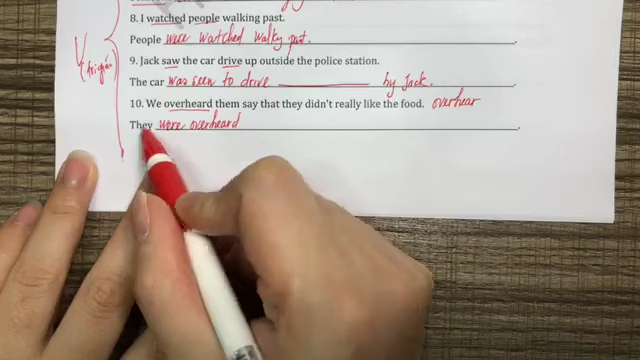 8. I watched people walking past.
People were watched walking past.
9. Jack saw the car drive up outside the police station.
The car was seen to drive by Jack.
10. We overheard them say that they didn't really like the food. overhear
They were overheard